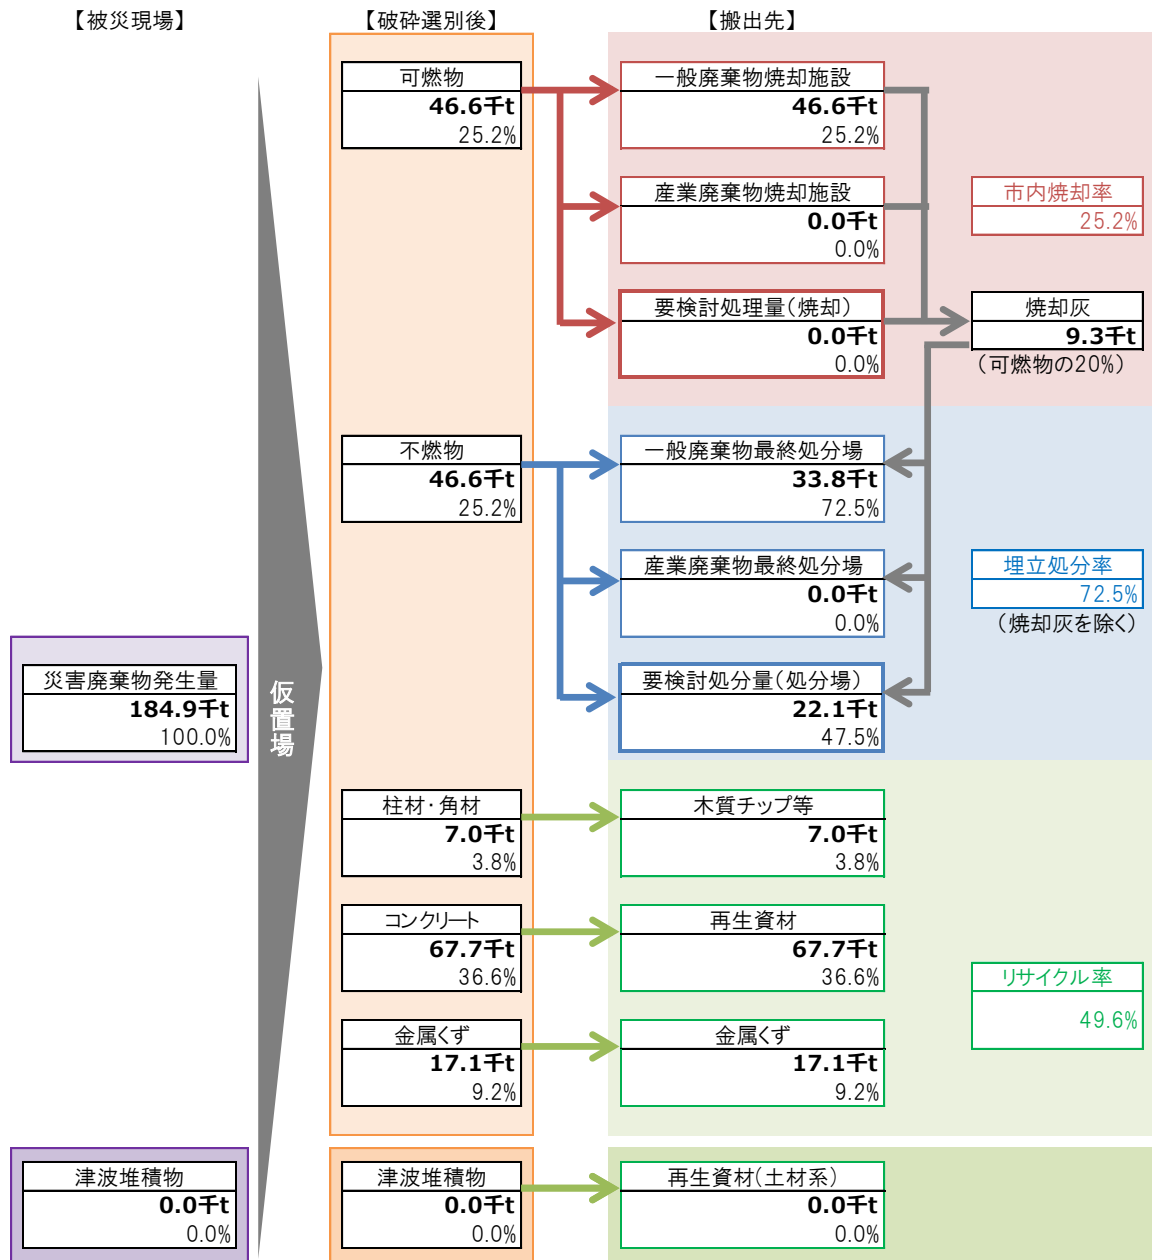 【被災現場】
【破砕選別後】
【搬出先】
可燃物
46.6千t
25.2%
一般廃棄物焼却施設
46.6千t
25.2%
産業廃棄物焼却施設
0.0千t
0.0%
市内焼却率
25.2%
要検討処理量(焼却)
0.0千t
0.0%
焼却灰
9.3千t
(可燃物の20%)
不燃物
46.6千t
25.2%
一般廃棄物最終処分場
33.8千t
72.5%
産業廃棄物最終処分場
0.0千t
0.0%
埋立処分率
72.5%
(焼却灰を除く)
災害廃棄物発生量
184.9千t
100.0%
仮置場
要検討処分量(処分場)
22.1千t
47.5%
柱材・角材
7.0千t
3.8%
木質チップ等
7.0千t
3.8%
コンクリート
67.7千t
36.6%
再生資材
67.7千t
36.6%
リサイクル率
49.6%
金属くず
17.1千t
9.2%
金属くず
17.1千t
9.2%
津波堆積物
0.0千t
0.0%
津波堆積物
0.0千t
0.0%
再生資材(土材系)
0.0千t
0.0%